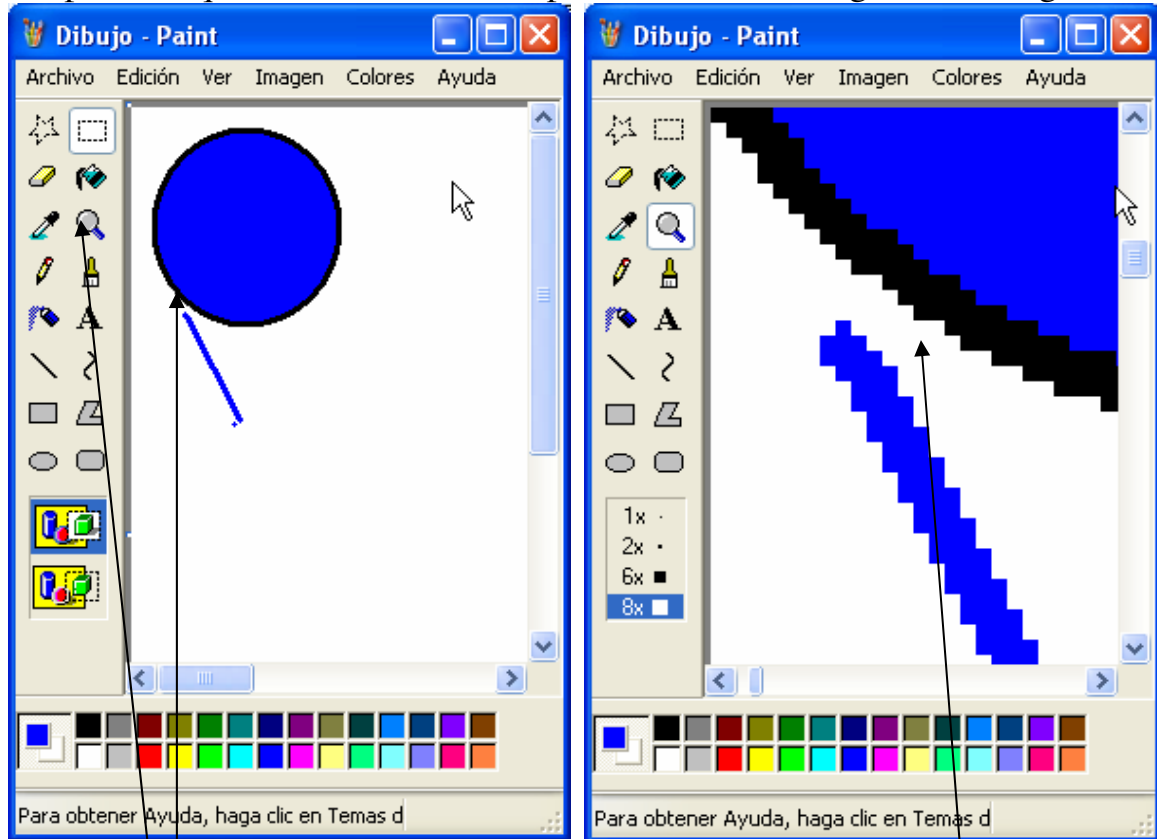 Dibujo - Paint
Archivo Edición Ver Imagen Colores Ayuda
A
Para obtener Ayuda, haga clic en Temas d
Dibujo - Paint
Archivo Edición Ver Imagen Colores Ayuda
A
1x
2x
6x
8x
Para obtener Ayuda, haga clic en Temas d